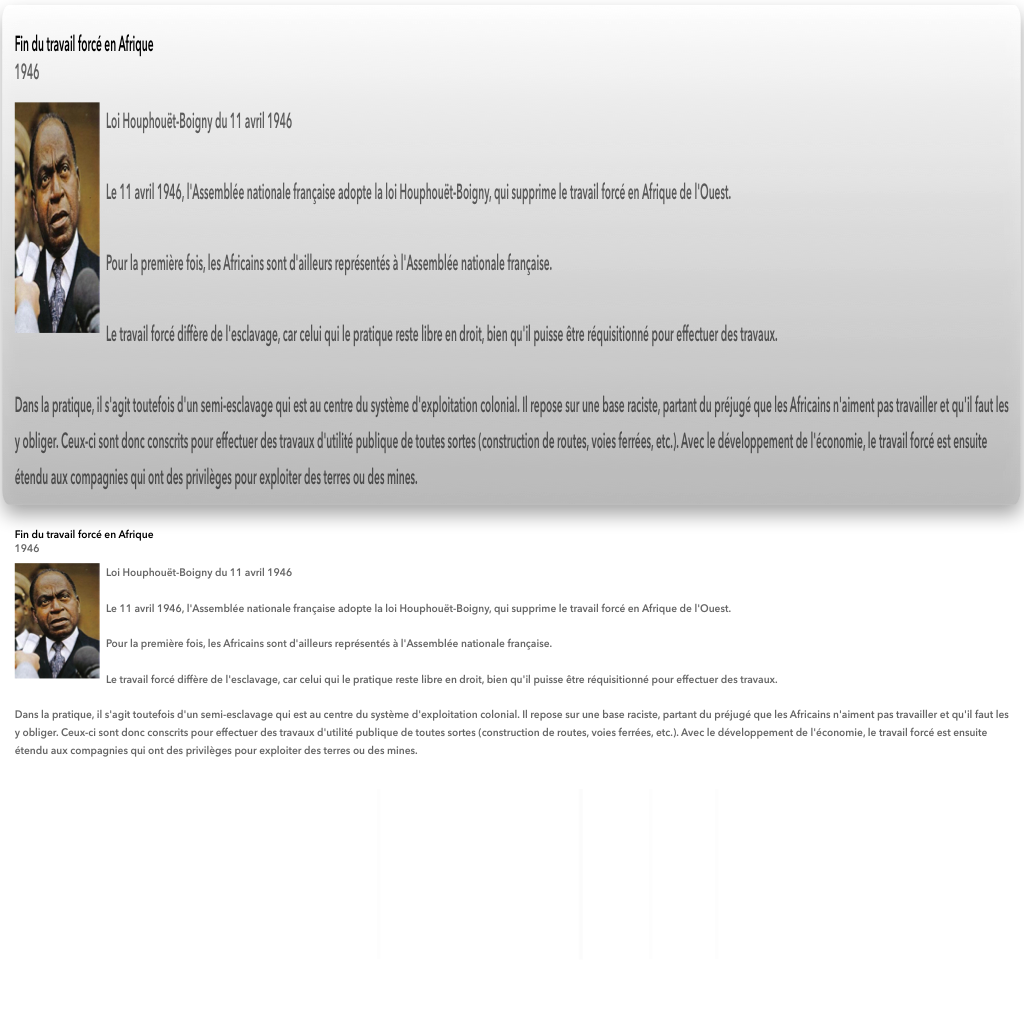 Fin du travail forcé en Afrique
1946
Loi Houphouët-Boigny du 11 avril 1946
Le 11 avril 1946, l'Assemblée nationale française adopte la loi Houphouët-Boigny, qui supprime le travail forcé en Afrique de l'Ouest.
Pour la première fois, les Africains sont d'ailleurs représentés à l'Assemblée nationale française.
Le travail forcé diffère de l'esclavage, car celui qui le pratique reste libre en droit, bien qu'il puisse être réquisitionné pour effectuer des travaux.
Dans la pratique, il s'agit toutefois d'un semi-esclavage qui est au centre du système d'exploitation colonial. Il repose sur une base raciste, partant du préjugé que les Africains n'aiment pas travailler et qu'il faut les
y obliger. Ceux-ci sont donc conscrits pour effectuer des travaux d'utilité publique de toutes sortes (construction de routes, voies ferrées, etc.). Avec le développement de l'économie, le travail forcé est ensuite
étendu aux compagnies qui ont des privilèges pour exploiter des terres ou des mines.
Fin du travail forcé en Afrique
1946
Loi Houphouët-Boigny du 11 avril 1946
Le 11 avril 1946, l'Assemblée nationale française adopte la loi Houphouët-Boigny, qui supprime le travail forcé en Afrique de l'Ouest.
Pour la première fois, les Africains sont d'ailleurs représentés à l'Assemblée nationale française.
Le travail forcé diffère de l'esclavage, car celui qui le pratique reste libre en droit, bien qu'il puisse être réquisitionné pour effectuer des travaux.
Dans la pratique, il s'agit toutefois d'un semi-esclavage qui est au centre du système d'exploitation colonial. Il repose sur une base raciste, partant du préjugé que les Africains n'aiment pas travailler et qu'il faut les
y obliger. Ceux-ci sont donc conscrits pour effectuer des travaux d'utilité publique de toutes sortes (construction de routes, voies ferrées, etc.). Avec le développement de l'économie, le travail forcé est ensuite
étendu aux compagnies qui ont des privilèges pour exploiter des terres ou des mines.